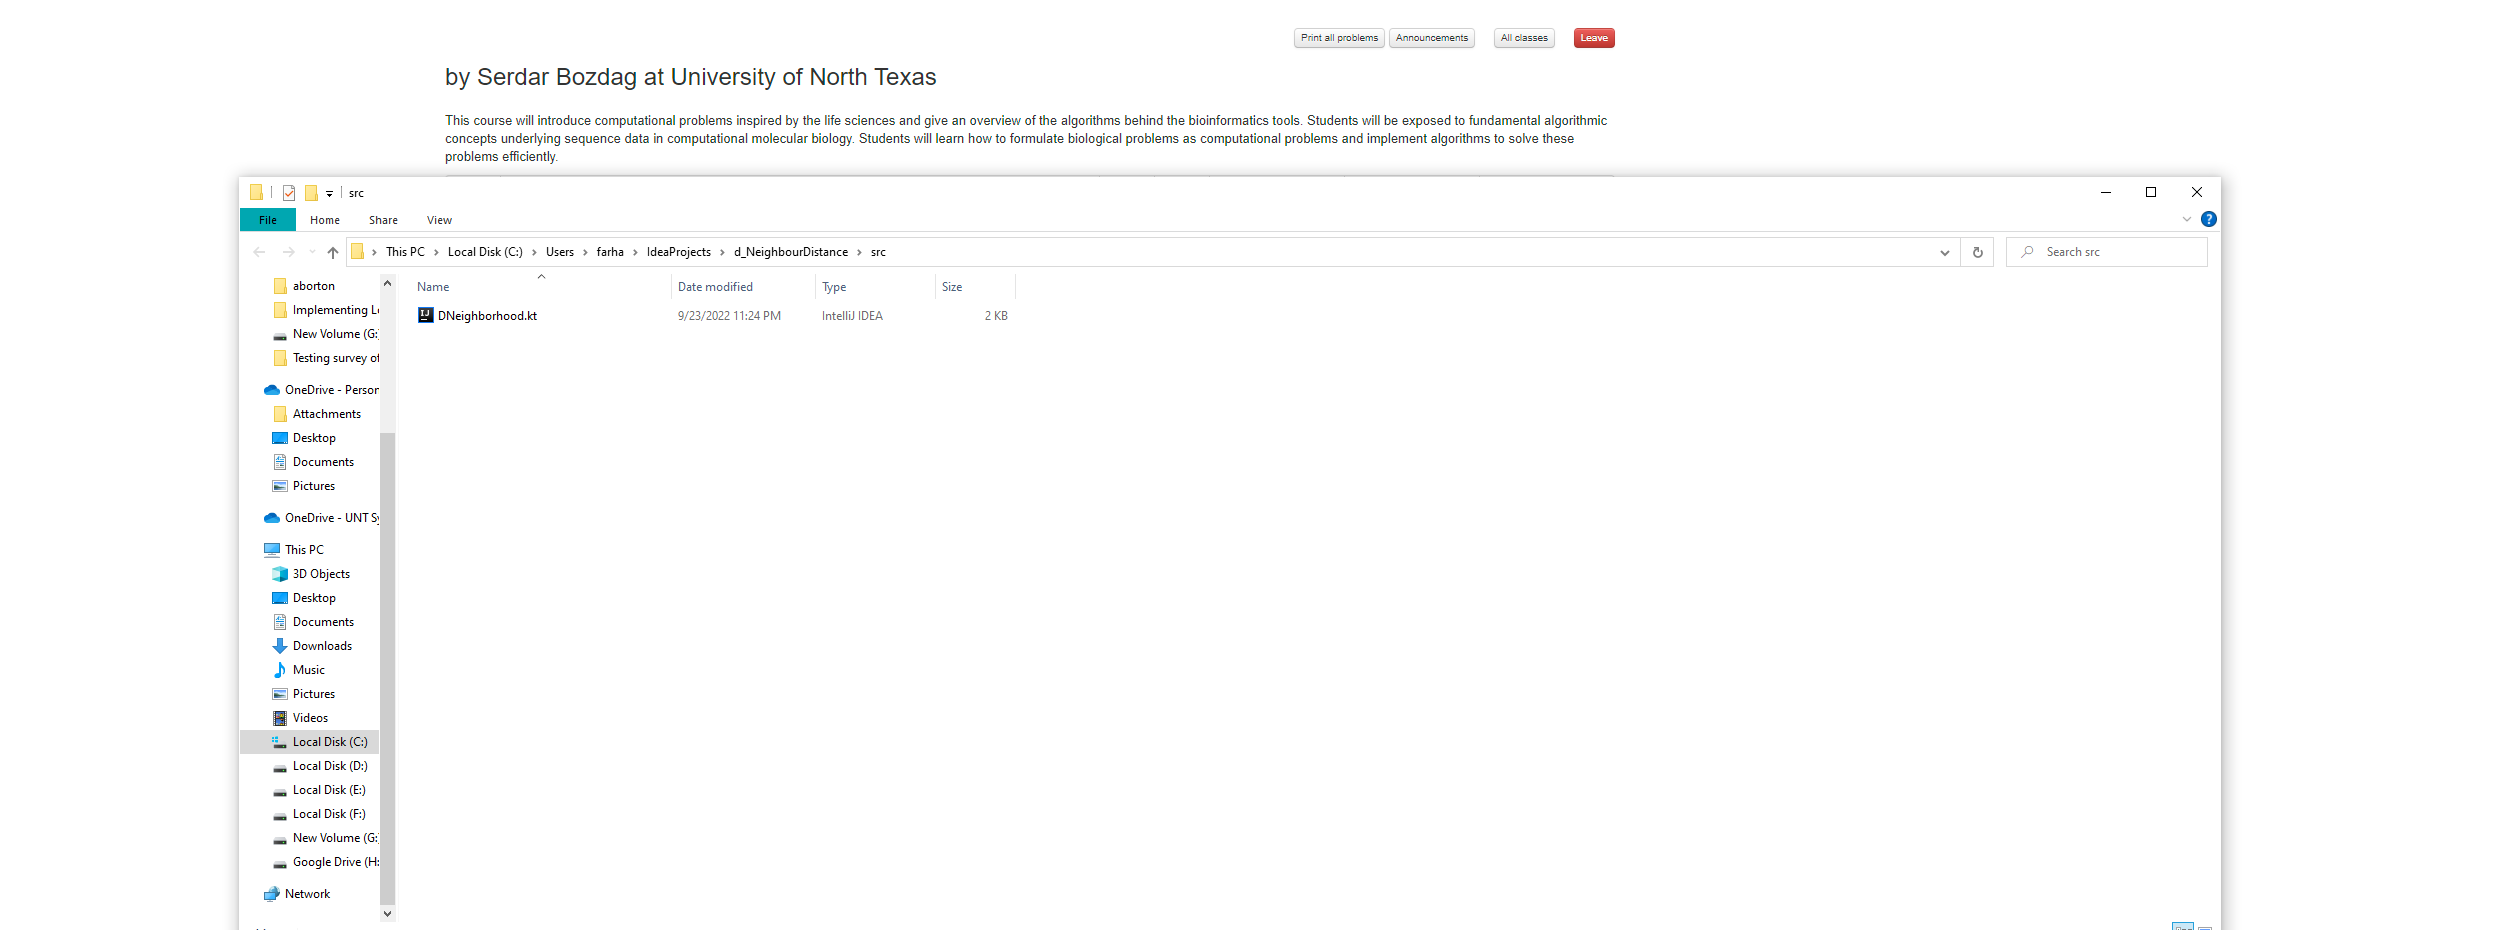 Print all problems Announcements All classes Leave
by Serdar Bozdag at University of North Texas
This course will introduce computational problems inspired by the life sciences and give an overview of the algorithms behind the bioinformatics tools. Students will be exposed to fundamental algorithmic
concepts underlying sequence data in computational molecular biology. Students will learn how to formulate biological problems as computational problems and implement algorithms to solve these
problems efficiently.
src
File Home Share View
This PC > Local Disk (C:) > Users > farha > IdeaProjects > d_NeighbourDistance > src
Search src
Name Date modified Type Size
DNeighborhood.kt 9/23/2022 11:24 PM IntelliJ IDEA 2 KB
aborton
Implementing L
New Volume (G:
Testing survey of
OneDrive - Person
Attachments
Desktop
Documents
Pictures
OneDrive - UNT Sy
This PC
3D Objects
Desktop
Documents
Downloads
Music
Pictures
Videos
Local Disk (C:)
Local Disk (D:)
Local Disk (E:)
Local Disk (F:)
New Volume (G:
Google Drive (H:
Network